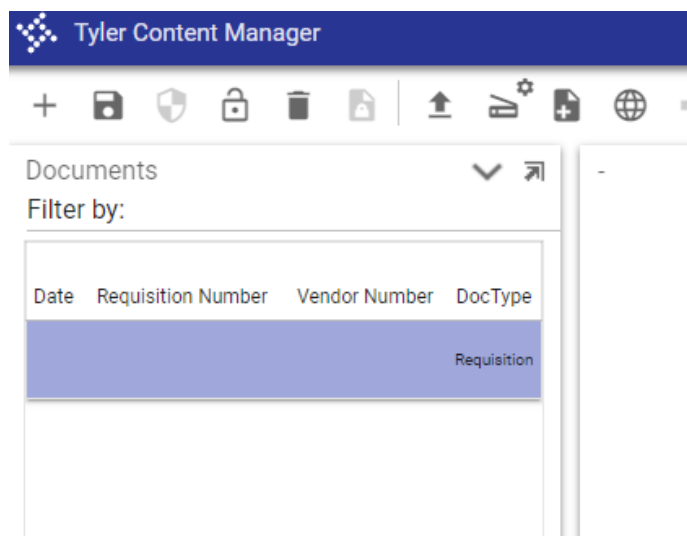 Tyler Content Manager
Documents
Filter by:
-
Date Requisition Number Vendor Number DocType
Requisition